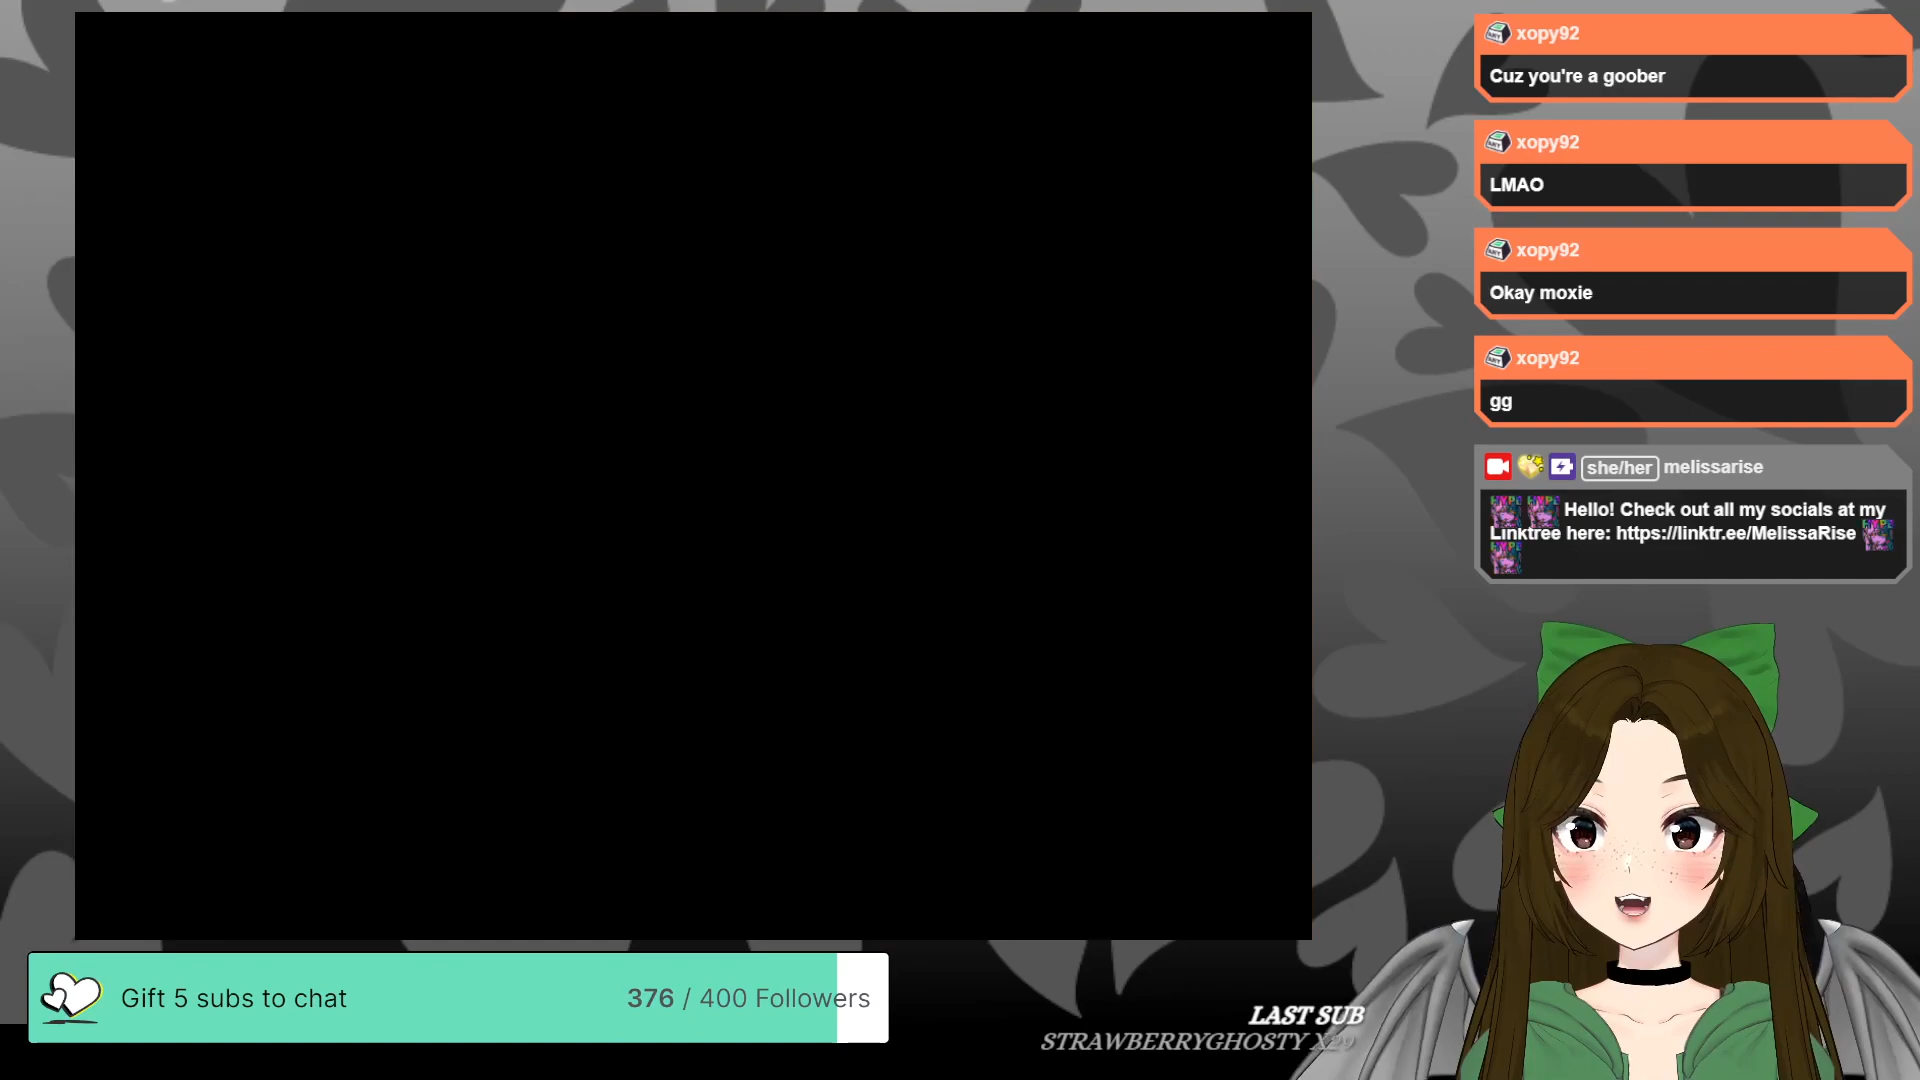 xopy92
Cuz you're a goober
xopy92
LMAO
xopy92
Okay moxie
xopy92
gg
she/her melissarise
Hello! Check out all my socials at my
Linktree here: https://linktr.ee/MelissaRise
Gift 5 subs to chat
376 / 400 Followers
LAST SUB
STRAWBERRYGHOSTY X29